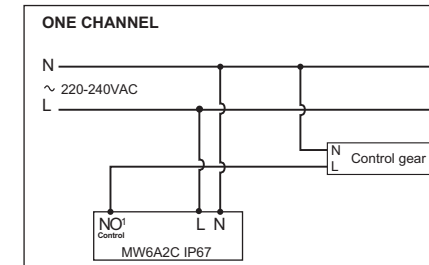 ONE CHANNEL
N
~ 220-240VAC
L
N
Control gear
L
NO¹ L N
Control
MW6A2C IP67